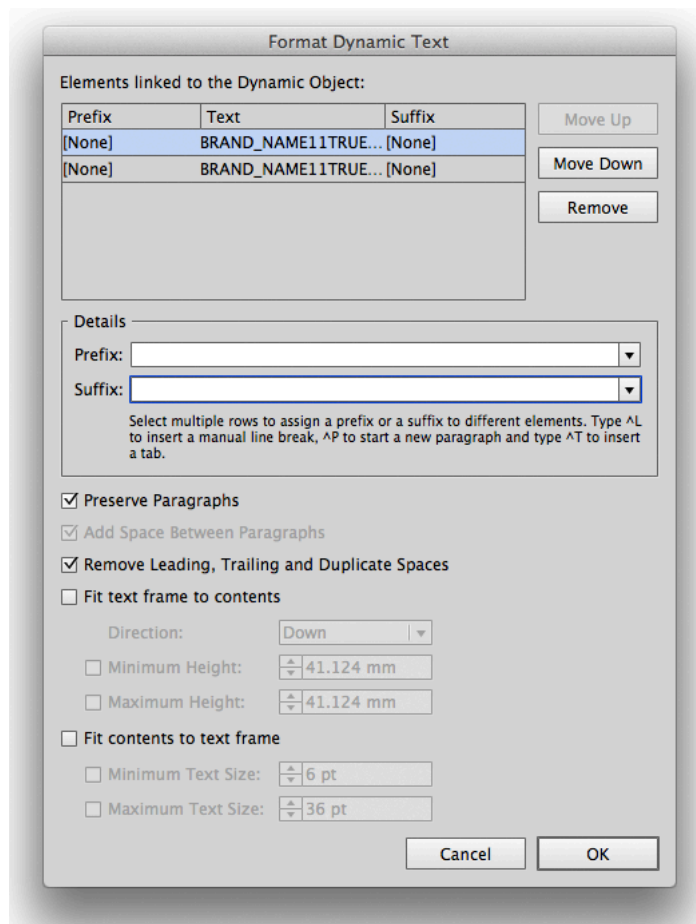 Format Dynamic Text
Elements linked to the Dynamic Object:
Prefix Text Suffix
[None] BRAND_NAME11TRUE... [None]
[None] BRAND_NAME11TRUE... [None]
Move Up
Move Down
Remove
Details
Prefix:
Suffix:
Select multiple rows to assign a prefix or a suffix to different elements. Type ^L
to insert a manual line break, ^P to start a new paragraph and type ^T to insert
a tab.
Preserve Paragraphs
Add Space Between Paragraphs
Remove Leading, Trailing and Duplicate Spaces
Fit text frame to contents
Direction: Down
Minimum Height: 41.124 mm
Maximum Height: 41.124 mm
Fit contents to text frame
Minimum Text Size: 6 pt
Maximum Text Size: 36 pt
Cancel OK